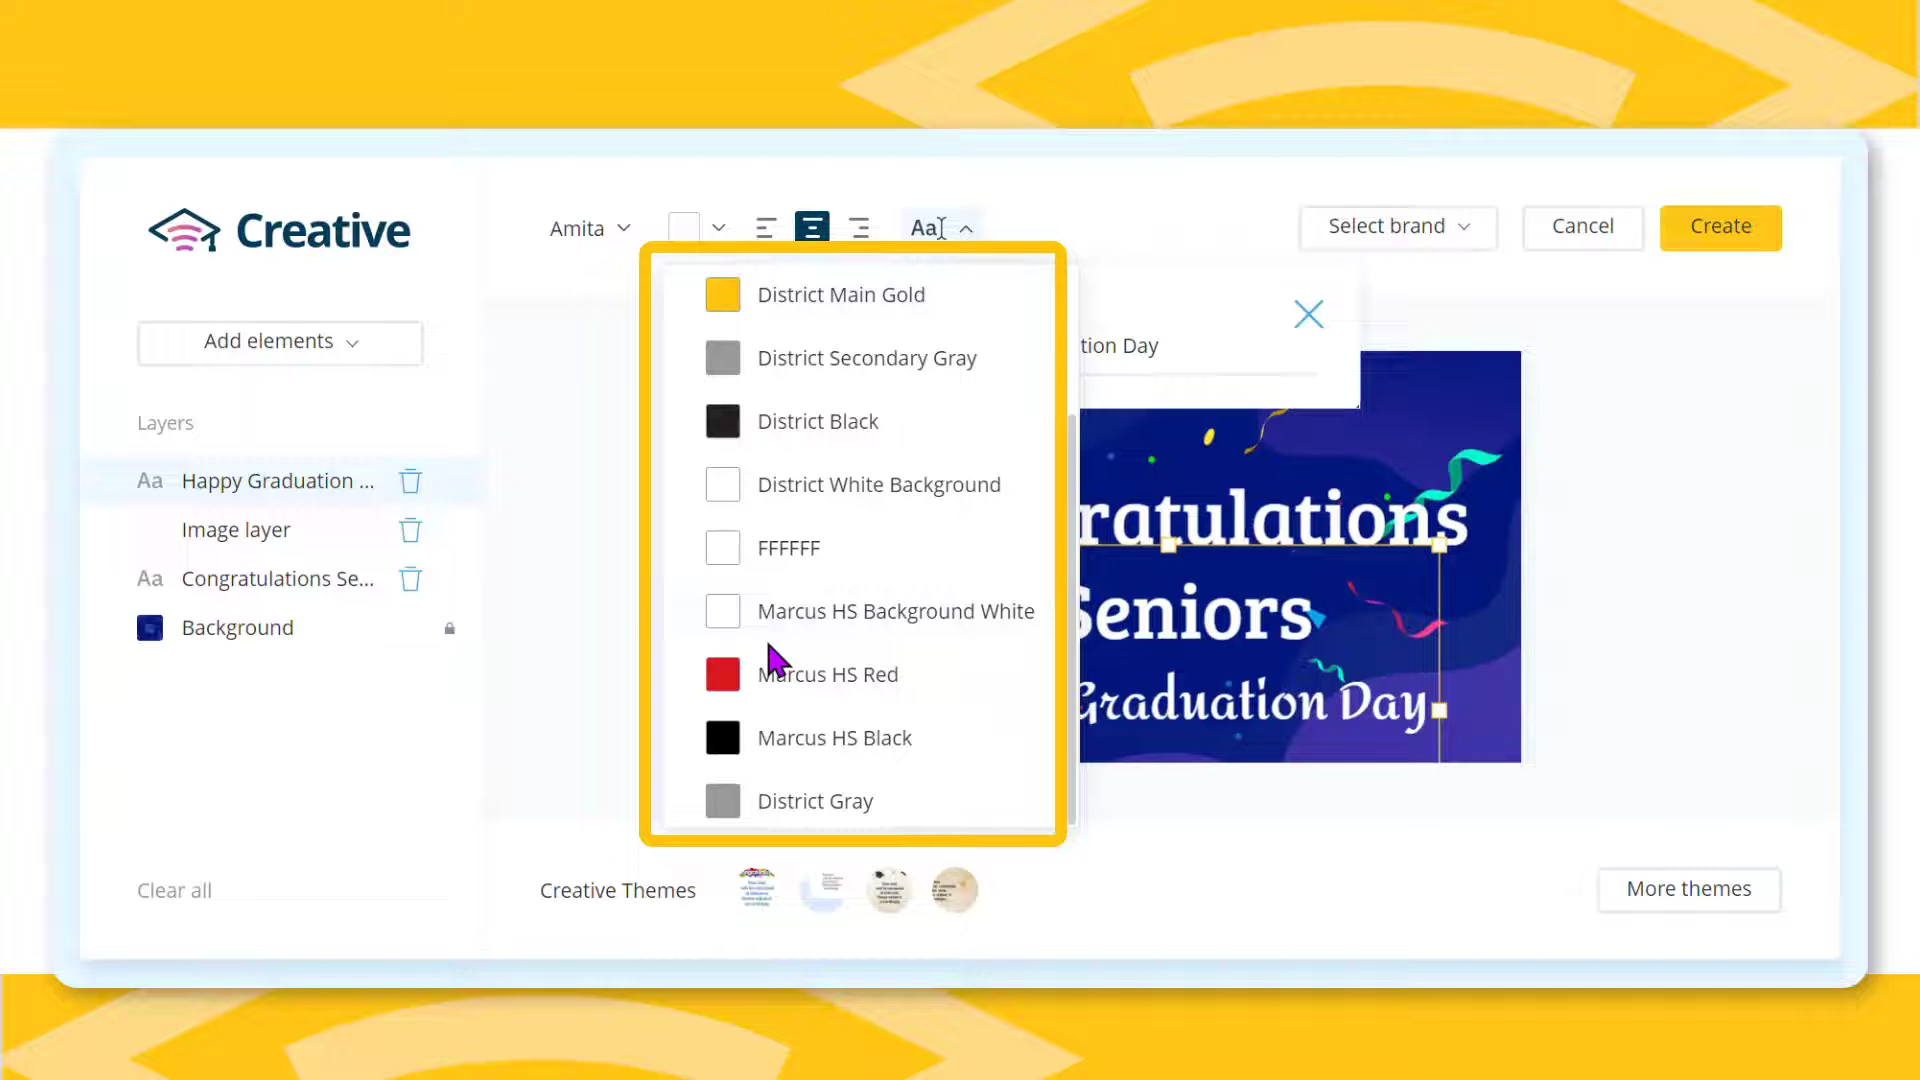 Creative
Amita
Aa
Select brand
Cancel
Create
Add elements
Layers
Aa Happy Graduation ...
Image layer
Aa Congratulations Se...
Background
Clear all
District Main Gold
District Secondary Gray
District Black
District White Background
FFFFFF
Marcus HS Background White
Marcus HS Red
Marcus HS Black
District Gray
tion Day
ratulations
Seniors
Graduation Day
Creative Themes
More themes